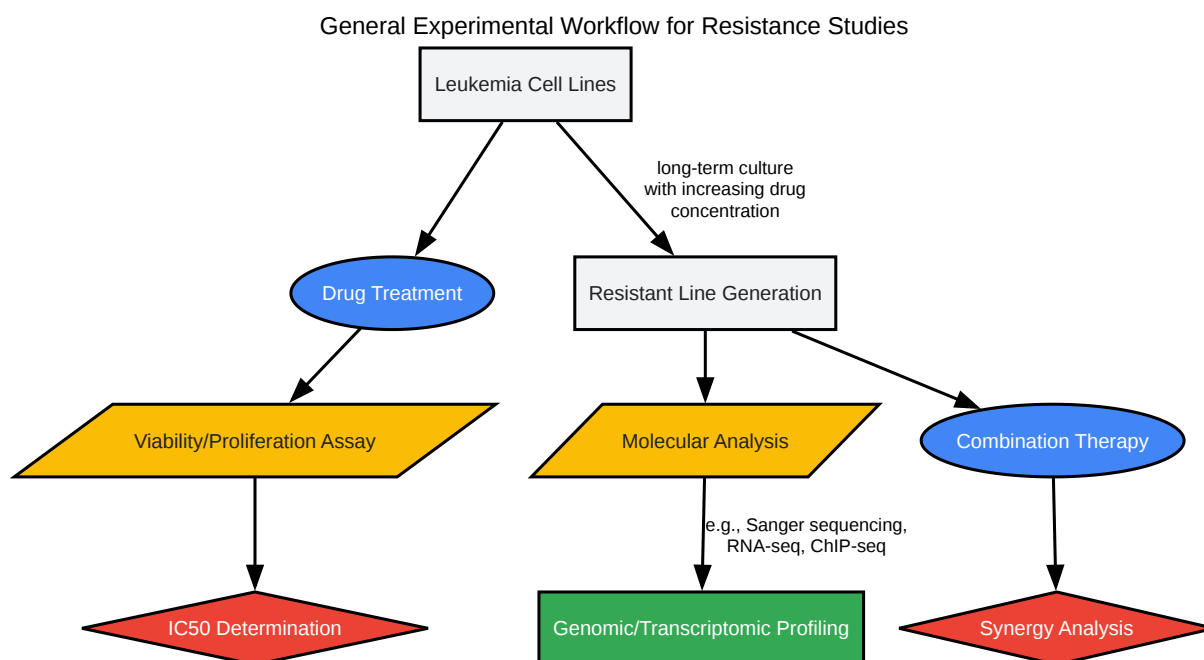 General Experimental Workflow for Resistance Studies
Leukemia Cell Lines
long-term culture
with increasing drug
concentration
Drug Treatment
Resistant Line Generation
Viability/Proliferation Assay
Molecular Analysis
Combination Therapy
e.g., Sanger sequencing,
RNA-seq, ChIP-seq
IC50 Determination
Genomic/Transcriptomic Profiling
Synergy Analysis